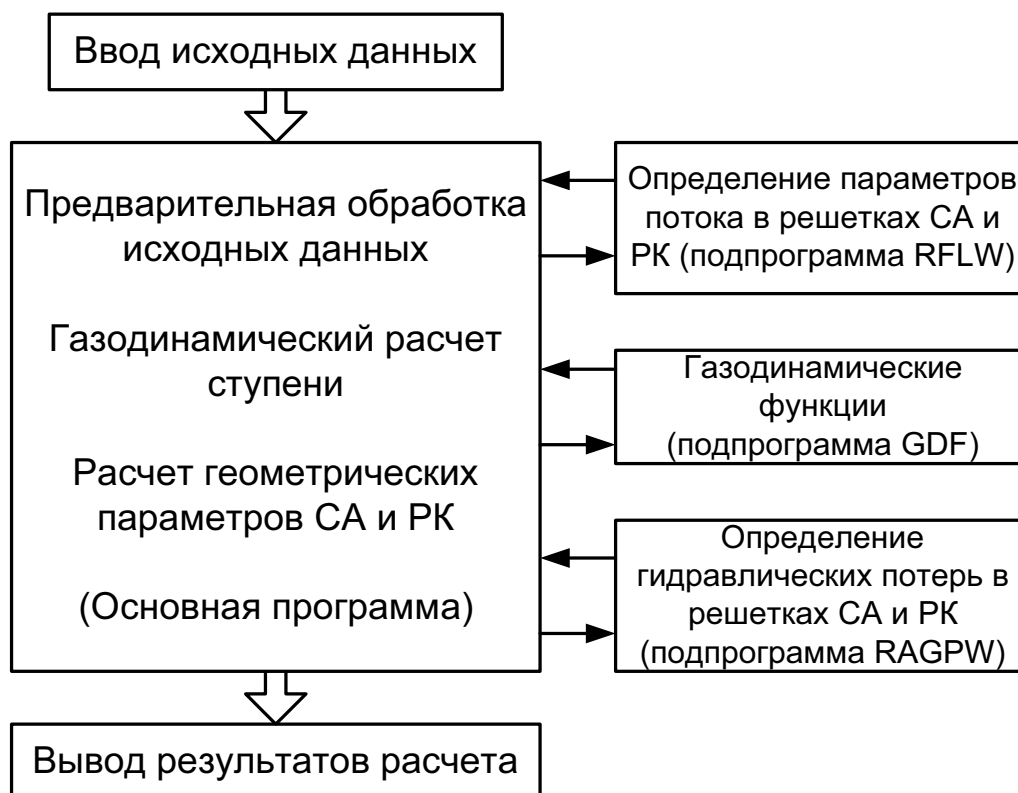 Ввод исходных данных
Предварительная обработка
исходных данных
Газодинамический расчет
ступени
Расчет геометрических
параметров СА и РК
(Основная программа)
Определение параметров
потока в решетках СА и
РК (подпрограмма RFLW)
Газодинамические
функции
(подпрограмма GDF)
Определение
гидравлических потерь в
решетках СА и РК
(подпрограмма RAGPW)
Вывод результатов расчета